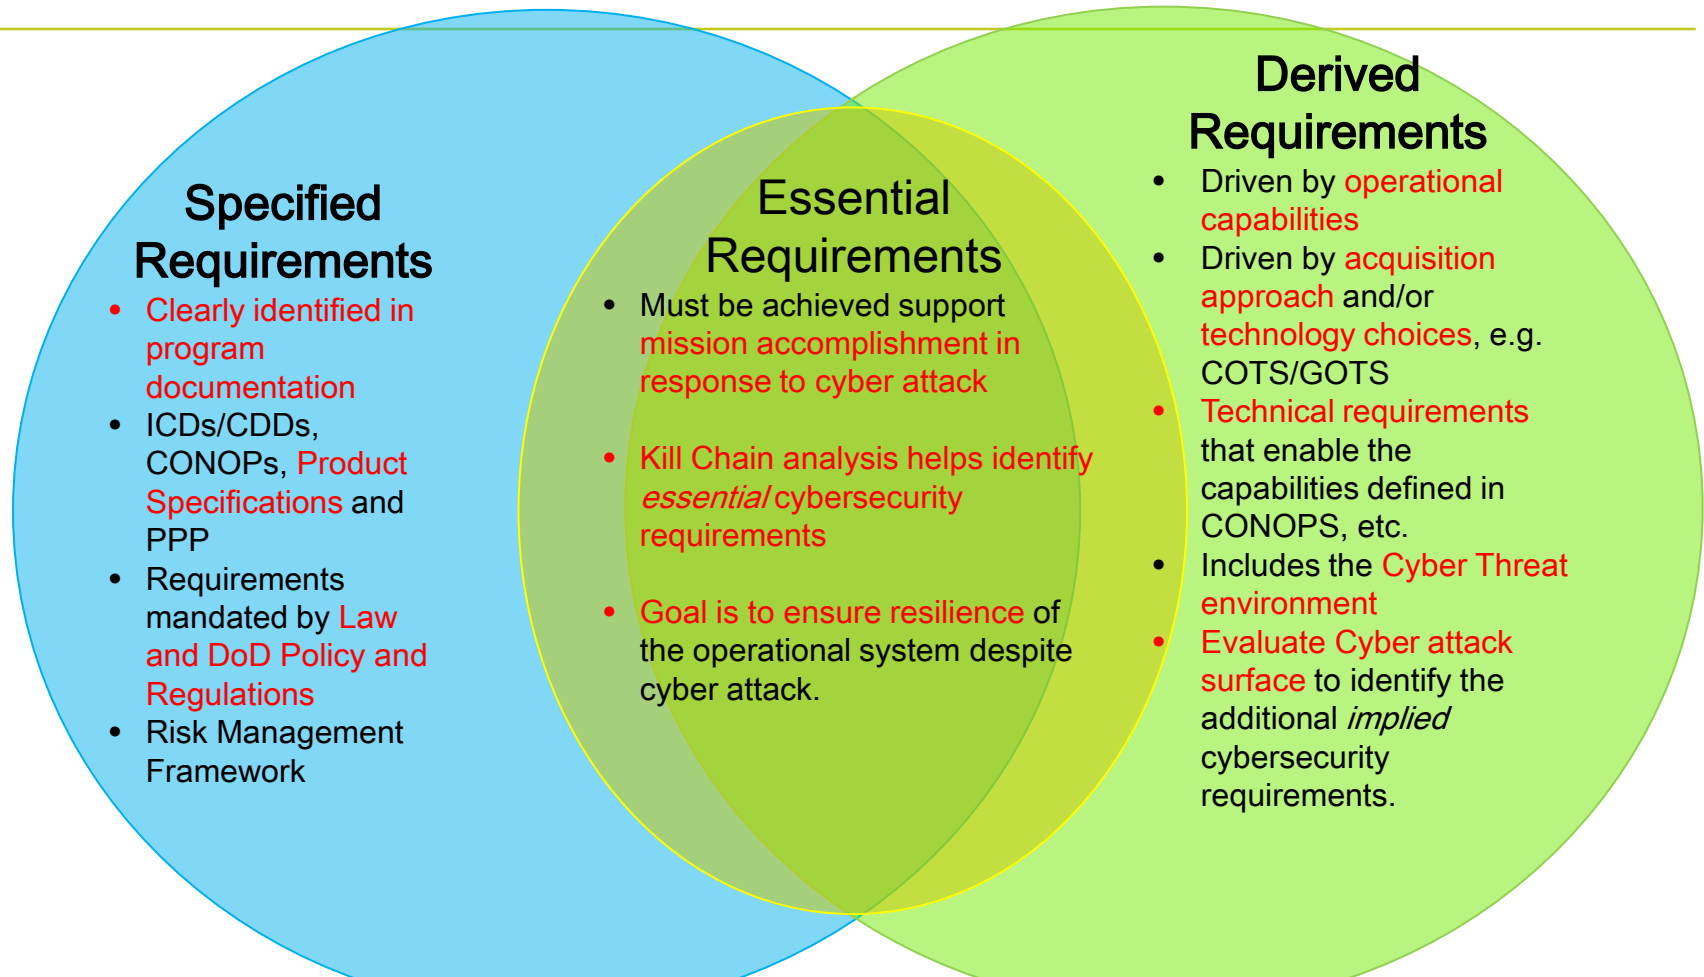 Specified
Requirements
• Clearly identified in
program
documentation
• ICDs/CDDs,
CONOPs, Product
Specifications and
PPP
• Requirements
mandated by Law
and DoD Policy and
Regulations
• Risk Management
Framework
Essential
Requirements
• Must be achieved support
mission accomplishment in
response to cyber attack
• Kill Chain analysis helps identify
essential cybersecurity
requirements
• Goal is to ensure resilience of
the operational system despite
cyber attack.
Derived
Requirements
• Driven by operational
capabilities
• Driven by acquisition
approach and/or
technology choices, e.g.
COTS/GOTS
• Technical requirements
that enable the
capabilities defined in
CONOPS, etc.
• Includes the Cyber Threat
environment
• Evaluate Cyber attack
surface to identify the
additional implied
cybersecurity
requirements.